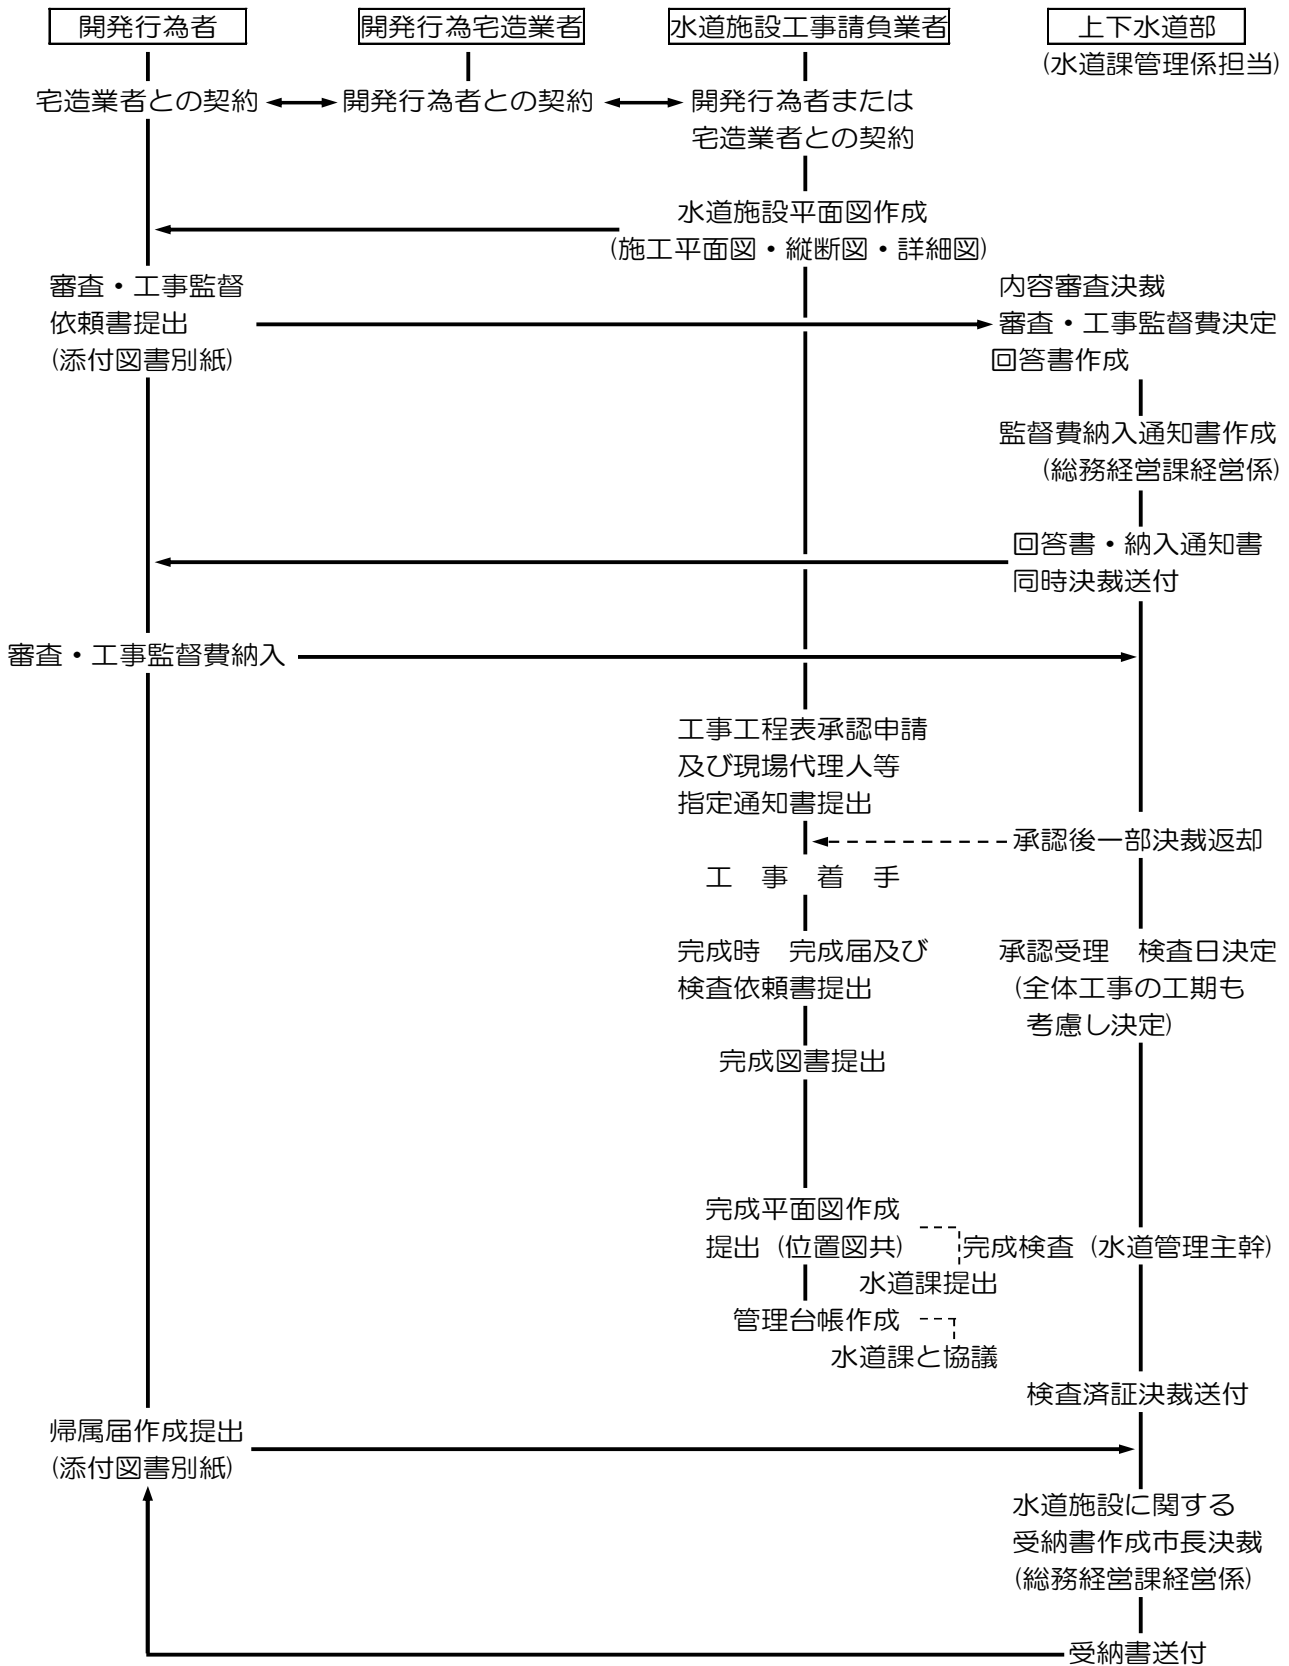 開発行為者
開発行為宅造業者
水道施設工事請負業者
上下水道部
(水道課管理係担当)
宅造業者との契約
開発行為者との契約
開発行為者または
宅造業者との契約
水道施設平面図作成
(施工平面図・縦断図・詳細図)
審査・工事監督
依頼書提出
(添付図書別紙)
内容審査決裁
審査・工事監督費決定
回答書作成
監督費納入通知書作成
(総務経営課経営係)
回答書・納入通知書
同時決裁送付
審査・工事監督費納入
工事工程表承認申請
及び現場代理人等
指定通知書提出
承認後一部決裁返却
工　事　着　手
完成時　完成届及び
検査依頼書提出
承認受理　検査日決定
(全体工事の工期も
考慮し決定)
完成図書提出
完成平面図作成
提出 (位置図共)
完成検査 (水道管理主幹)
水道課提出
管理台帳作成
水道課と協議
検査済証決裁送付
帰属届作成提出
(添付図書別紙)
水道施設に関する
受納書作成市長決裁
(総務経営課経営係)
受納書送付